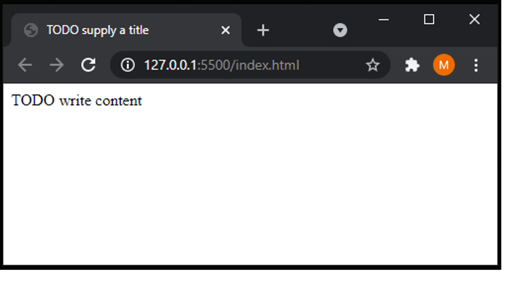 TODO supply a title
127.0.0.1:5500/index.html
M
TODO write content